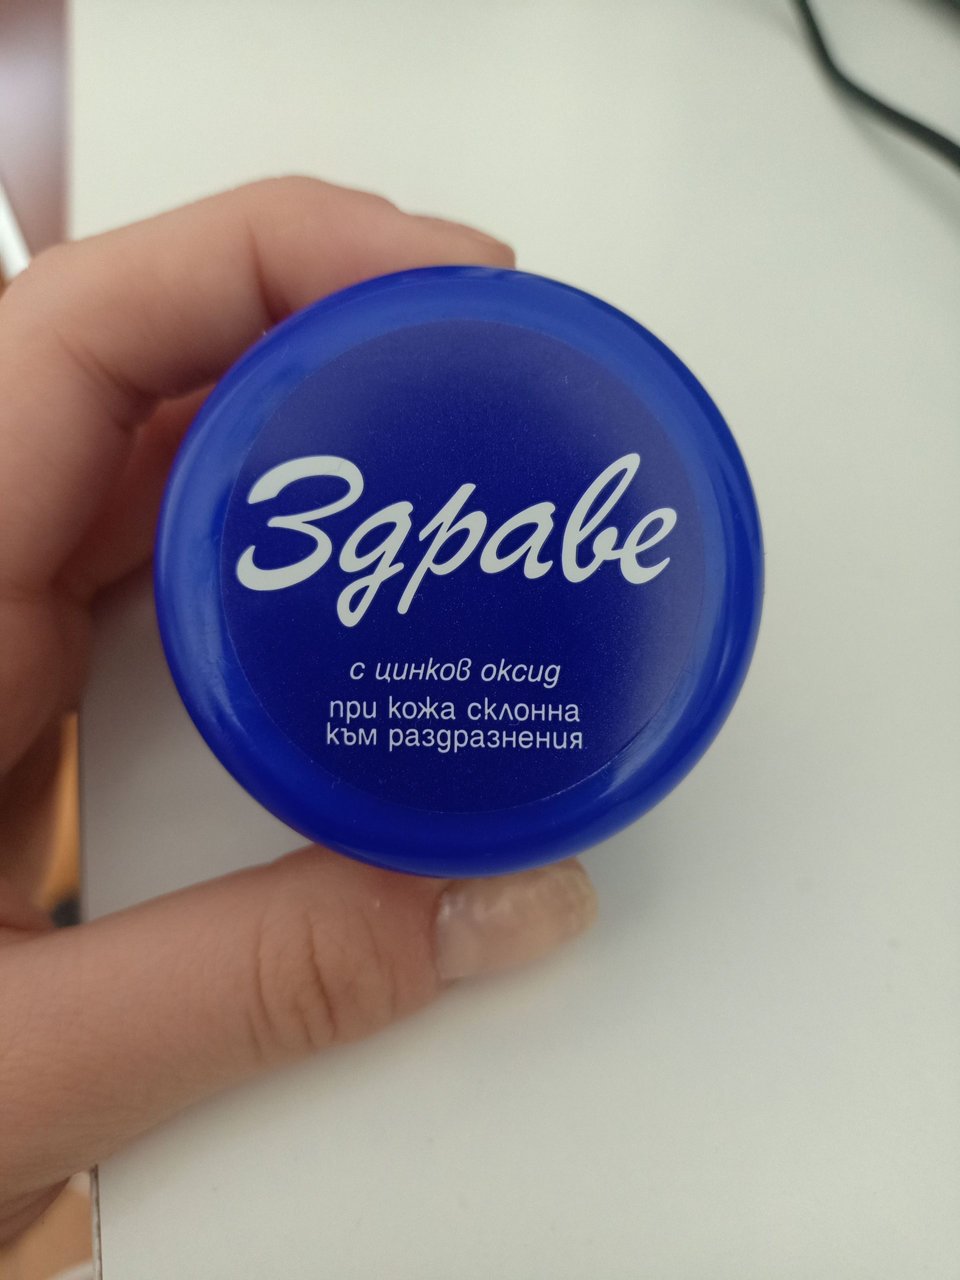 Здраве
с цинков оксид
при кожа склонна
към раздразнения